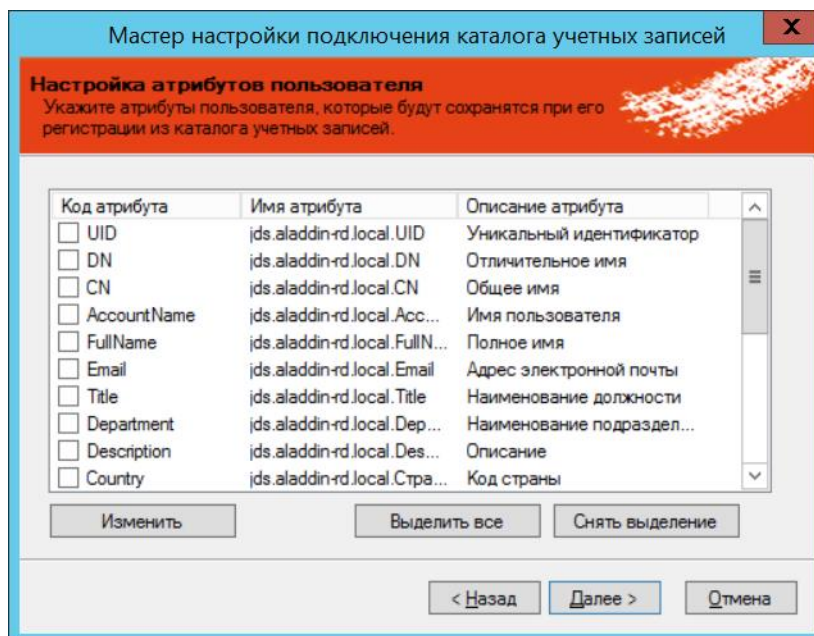 Мастер настройки подключения каталога учетных записей
X
Настройка атрибутов пользователя
Укажите атрибуты пользователя, которые будут сохранятся при его
регистрации из каталога учетных записей.
Код атрибута Имя атрибута Описание атрибута
UID jds.aladdin-rd.local.UID Уникальный идентификатор
DN jds.aladdin-rd.local.DN Отличительное имя
CN jds.aladdin-rd.local.CN Общее имя
AccountName jds.aladdin-rd.local.Acc... Имя пользователя
FullName jds.aladdin-rd.local.FullN... Полное имя
Email jds.aladdin-rd.local.Email Адрес электронной почты
Title jds.aladdin-rd.local.Title Наименование должности
Department jds.aladdin-rd.local.Dep... Наименование подраздел...
Description jds.aladdin-rd.local.Des... Описание
Country jds.aladdin-rd.local.Стра... Код страны
Изменить Выделить все Снять выделение
< Назад Далее > Отмена